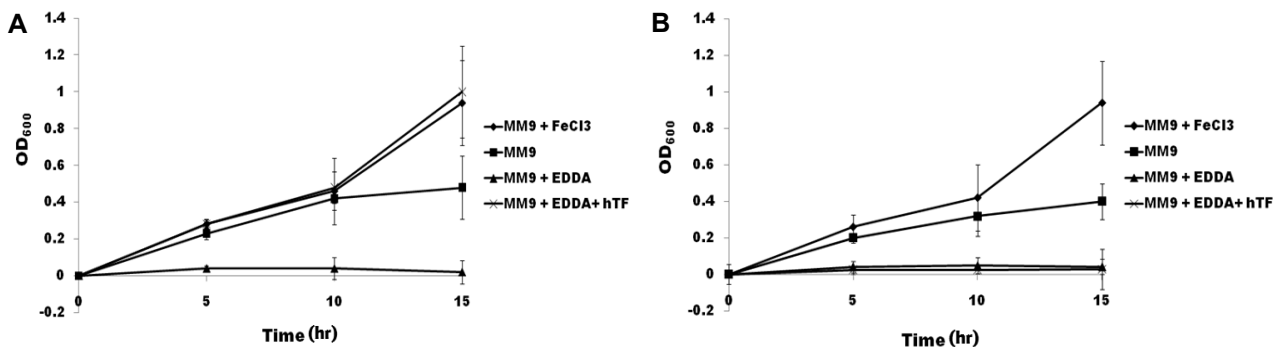 A
1.4
1.2
1
0.8
0.6
0.4
0.2
0
-0.2
OD600
0 5 10 15
Time (hr)
MM9 + FeCl3
MM9
MM9 + EDDA
MM9 + EDDA+ hTF
B
1.4
1.2
1
0.8
0.6
0.4
0.2
0
-0.2
OD600
0 5 10 15
Time (hr)
MM9 + FeCl3
MM9
MM9 + EDDA
MM9 + EDDA+ hTF